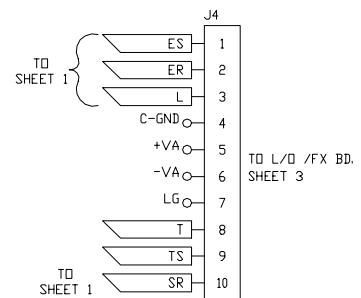 J4
ES 1
ER 2
L 3
TO
SHEET 1
C-GND 4
+VA 5
-VA 6
LG 7
TO L/O /FX BD.
SHEET 3
T 8
TS 9
SR 10
TO
SHEET 1